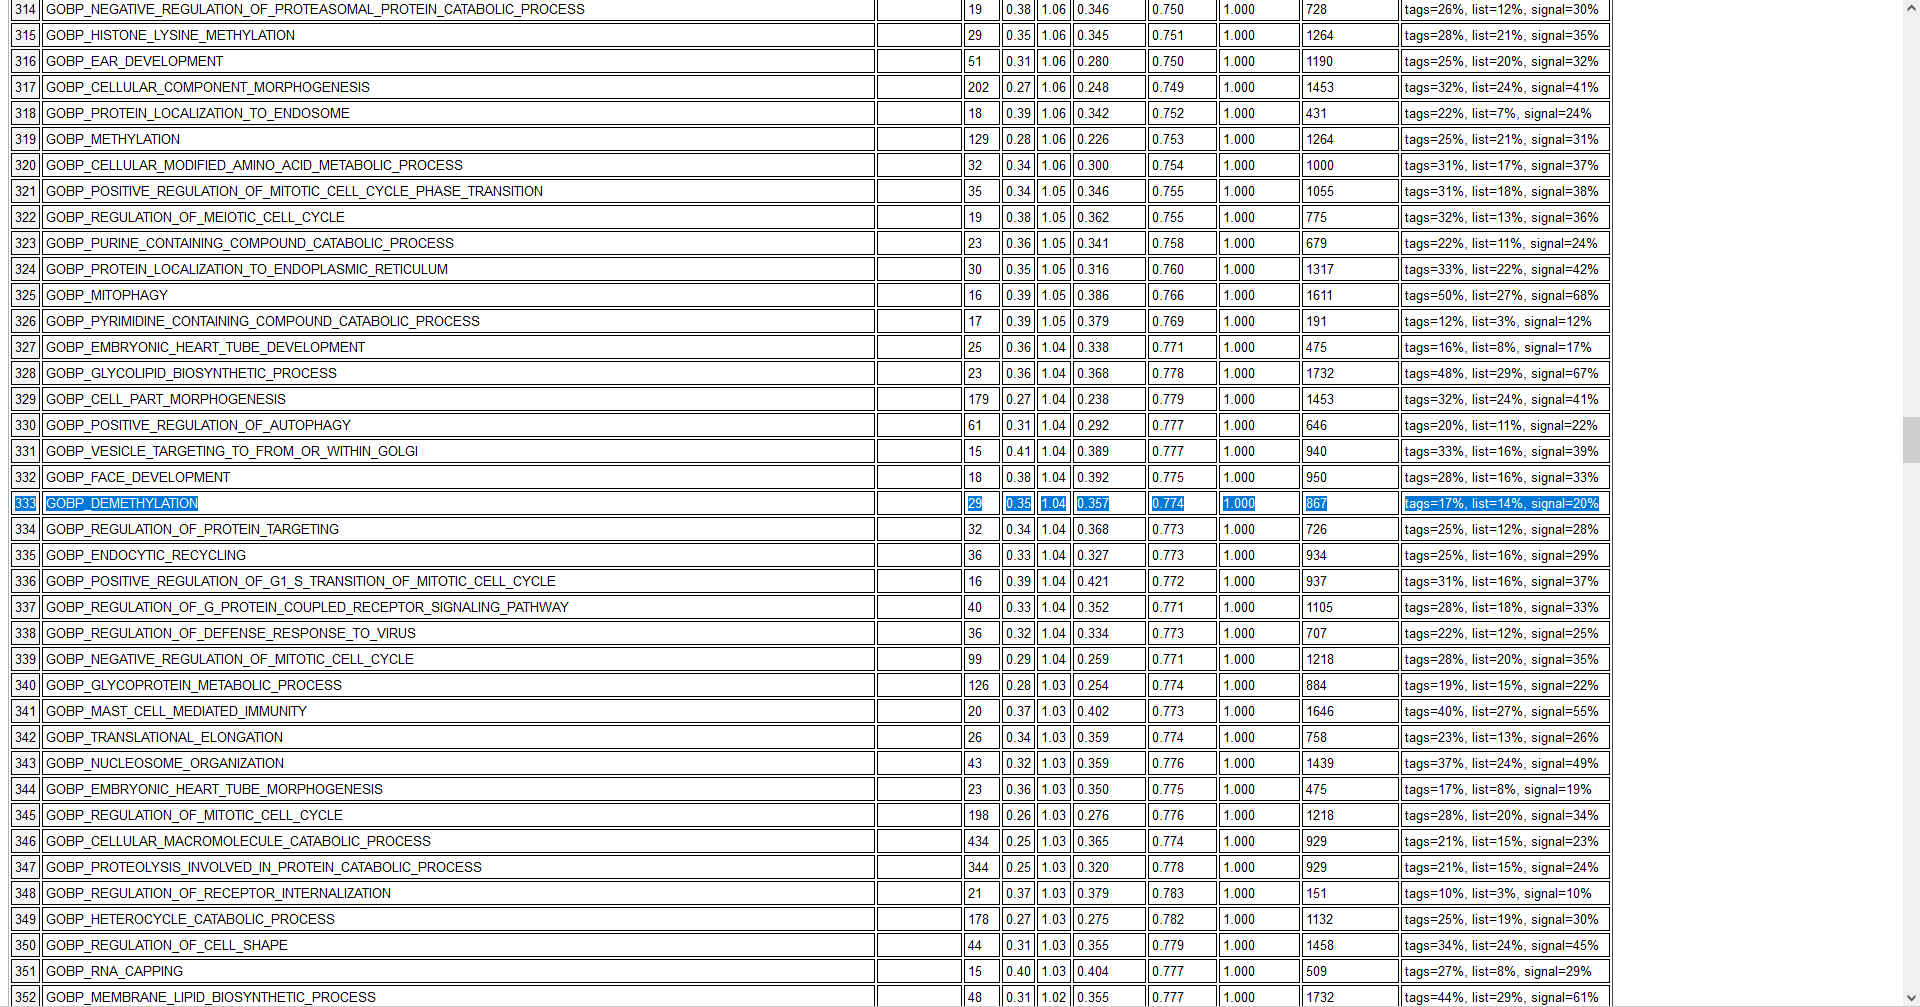 314 GOBP_NEGATIVE_REGULATION_OF_PROTEASOMAL_PROTEIN_CATABOLIC_PROCESS 19 0.38 1.06 0.346 0.750 1.000 728 tags=26%, list=12%, signal=30%
315 GOBP_HISTONE_LYSINE_METHYLATION 29 0.35 1.06 0.345 0.751 1.000 1264 tags=28%, list=21%, signal=35%
316 GOBP_EAR_DEVELOPMENT 51 0.31 1.06 0.280 0.750 1.000 1190 tags=25%, list=20%, signal=32%
317 GOBP_CELLULAR_COMPONENT_MORPHOGENESIS 202 0.27 1.06 0.248 0.749 1.000 1453 tags=32%, list=24%, signal=41%
318 GOBP_PROTEIN_LOCALIZATION_TO_ENDOSOME 18 0.39 1.06 0.342 0.752 1.000 431 tags=22%, list=7%, signal=24%
319 GOBP_METHYLATION 129 0.28 1.06 0.226 0.753 1.000 1264 tags=25%, list=21%, signal=31%
320 GOBP_CELLULAR_MODIFIED_AMINO_ACID_METABOLIC_PROCESS 32 0.34 1.06 0.300 0.754 1.000 1000 tags=31%, list=17%, signal=37%
321 GOBP_POSITIVE_REGULATION_OF_MITOTIC_CELL_CYCLE_PHASE_TRANSITION 35 0.34 1.05 0.346 0.755 1.000 1055 tags=31%, list=18%, signal=38%
322 GOBP_REGULATION_OF_MEIOTIC_CELL_CYCLE 19 0.38 1.05 0.362 0.755 1.000 775 tags=32%, list=13%, signal=36%
323 GOBP_PURINE_CONTAINING_COMPOUND_CATABOLIC_PROCESS 23 0.36 1.05 0.341 0.758 1.000 679 tags=22%, list=11%, signal=24%
324 GOBP_PROTEIN_LOCALIZATION_TO_ENDOPLASMIC_RETICULUM 30 0.35 1.05 0.316 0.760 1.000 1317 tags=33%, list=22%, signal=42%
325 GOBP_MITOPHAGY 16 0.39 1.05 0.386 0.766 1.000 1611 tags=50%, list=27%, signal=68%
326 GOBP_PYRIMIDINE_CONTAINING_COMPOUND_CATABOLIC_PROCESS 17 0.39 1.05 0.379 0.769 1.000 191 tags=12%, list=3%, signal=12%
327 GOBP_EMBRYONIC_HEART_TUBE_DEVELOPMENT 25 0.36 1.04 0.338 0.771 1.000 475 tags=16%, list=8%, signal=17%
328 GOBP_GLYCOLIPID_BIOSYNTHETIC_PROCESS 23 0.36 1.04 0.368 0.778 1.000 1732 tags=48%, list=29%, signal=67%
329 GOBP_CELL_PART_MORPHOGENESIS 179 0.27 1.04 0.238 0.779 1.000 1453 tags=32%, list=24%, signal=41%
330 GOBP_POSITIVE_REGULATION_OF_AUTOPHAGY 61 0.31 1.04 0.292 0.777 1.000 646 tags=20%, list=11%, signal=22%
331 GOBP_VESICLE_TARGETING_TO_FROM_OR_WITHIN_GOLGI 15 0.41 1.04 0.389 0.777 1.000 940 tags=33%, list=16%, signal=39%
332 GOBP_FACE_DEVELOPMENT 18 0.38 1.04 0.392 0.775 1.000 950 tags=28%, list=16%, signal=33%
333 GOBP_DEMETHYLATION 29 0.35 1.04 0.357 0.774 1.000 867 tags=17%, list=14%, signal=20%
334 GOBP_REGULATION_OF_PROTEIN_TARGETING 32 0.34 1.04 0.368 0.773 1.000 726 tags=25%, list=12%, signal=28%
335 GOBP_ENDOCYTIC_RECYCLING 36 0.33 1.04 0.327 0.773 1.000 934 tags=25%, list=16%, signal=29%
336 GOBP_POSITIVE_REGULATION_OF_G1_S_TRANSITION_OF_MITOTIC_CELL_CYCLE 16 0.39 1.04 0.421 0.772 1.000 937 tags=31%, list=16%, signal=37%
337 GOBP_REGULATION_OF_G_PROTEIN_COUPLED_RECEPTOR_SIGNALING_PATHWAY 40 0.33 1.04 0.352 0.771 1.000 1105 tags=28%, list=18%, signal=33%
338 GOBP_REGULATION_OF_DEFENSE_RESPONSE_TO_VIRUS 36 0.32 1.04 0.334 0.773 1.000 707 tags=22%, list=12%, signal=25%
339 GOBP_NEGATIVE_REGULATION_OF_MITOTIC_CELL_CYCLE 99 0.29 1.04 0.259 0.771 1.000 1218 tags=28%, list=20%, signal=35%
340 GOBP_GLYCOPROTEIN_METABOLIC_PROCESS 126 0.28 1.03 0.254 0.774 1.000 884 tags=19%, list=15%, signal=22%
341 GOBP_MAST_CELL_MEDIATED_IMMUNITY 20 0.37 1.03 0.402 0.773 1.000 1646 tags=40%, list=27%, signal=55%
342 GOBP_TRANSLATIONAL_ELONGATION 26 0.34 1.03 0.359 0.774 1.000 758 tags=23%, list=13%, signal=26%
343 GOBP_NUCLEOSOME_ORGANIZATION 43 0.32 1.03 0.359 0.776 1.000 1439 tags=37%, list=24%, signal=49%
344 GOBP_EMBRYONIC_HEART_TUBE_MORPHOGENESIS 23 0.36 1.03 0.350 0.775 1.000 475 tags=17%, list=8%, signal=19%
345 GOBP_REGULATION_OF_MITOTIC_CELL_CYCLE 198 0.26 1.03 0.276 0.776 1.000 1218 tags=28%, list=20%, signal=34%
346 GOBP_CELLULAR_MACROMOLECULE_CATABOLIC_PROCESS 434 0.25 1.03 0.365 0.774 1.000 929 tags=21%, list=15%, signal=23%
347 GOBP_PROTEOLYSIS_INVOLVED_IN_PROTEIN_CATABOLIC_PROCESS 344 0.25 1.03 0.320 0.778 1.000 929 tags=21%, list=15%, signal=24%
348 GOBP_REGULATION_OF_RECEPTOR_INTERNALIZATION 21 0.37 1.03 0.379 0.783 1.000 151 tags=10%, list=3%, signal=10%
349 GOBP_HETEROCYCLE_CATABOLIC_PROCESS 178 0.27 1.03 0.275 0.782 1.000 1132 tags=25%, list=19%, signal=30%
350 GOBP_REGULATION_OF_CELL_SHAPE 44 0.31 1.03 0.355 0.779 1.000 1458 tags=34%, list=24%, signal=45%
351 GOBP_RNA_CAPPING 15 0.40 1.03 0.404 0.777 1.000 509 tags=27%, list=8%, signal=29%
352 GOBP_MEMBRANE_LIPID_BIOSYNTHETIC_PROCESS 48 0.31 1.02 0.355 0.777 1.000 1732 tags=44%, list=29%, signal=61%